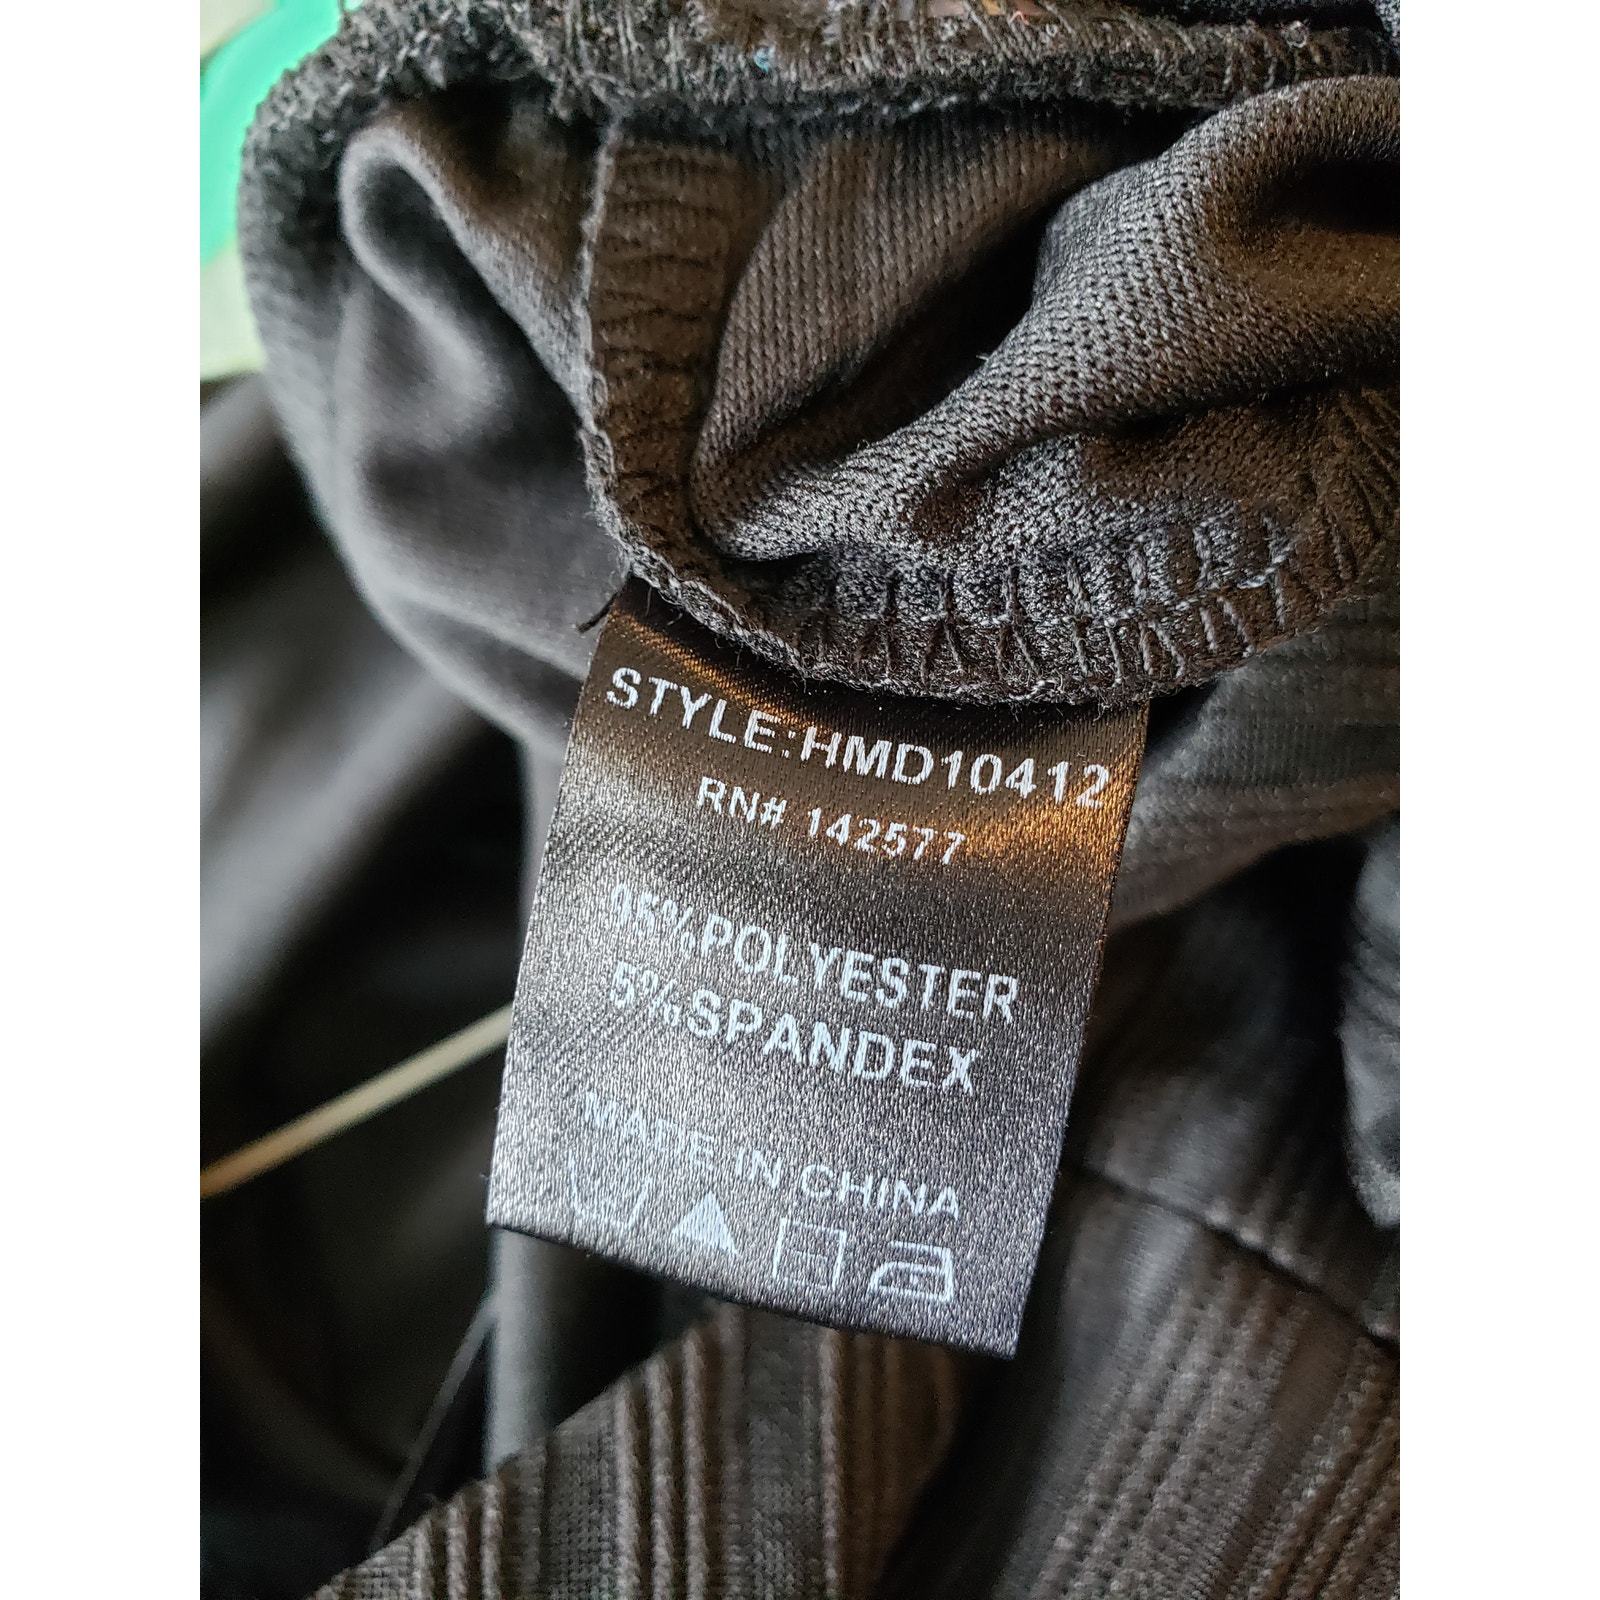 STYLE:HMD10412
RN# 142577
95%POLYESTER
5%SPANDEX
MADE IN CHINA